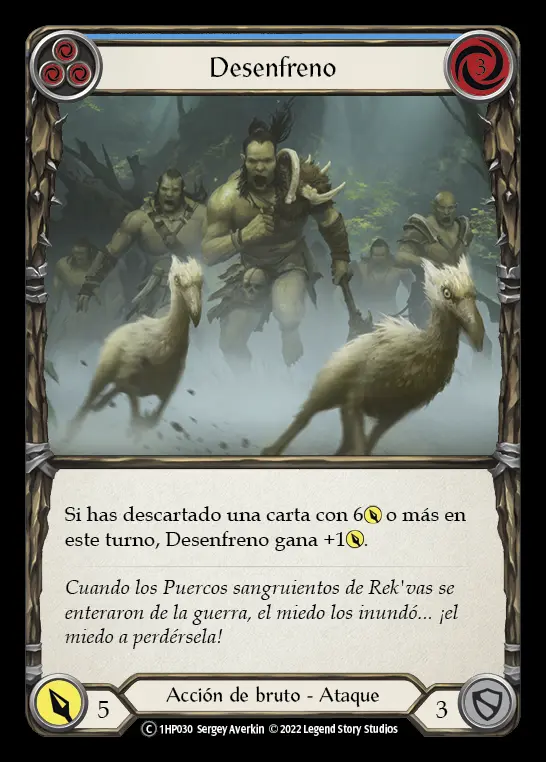 Desenfreno
3
Si has descartado una carta con 6 o más en
este turno, Desenfreno gana +1.
Cuando los Puercos sangruientos de Rek'vas se
enteraron de la guerra, el miedo los inundó... ¡el
miedo a perdérsela!
5
Acción de bruto - Ataque
3
C 1HP030 Sergey Averkin © 2022 Legend Story Studios